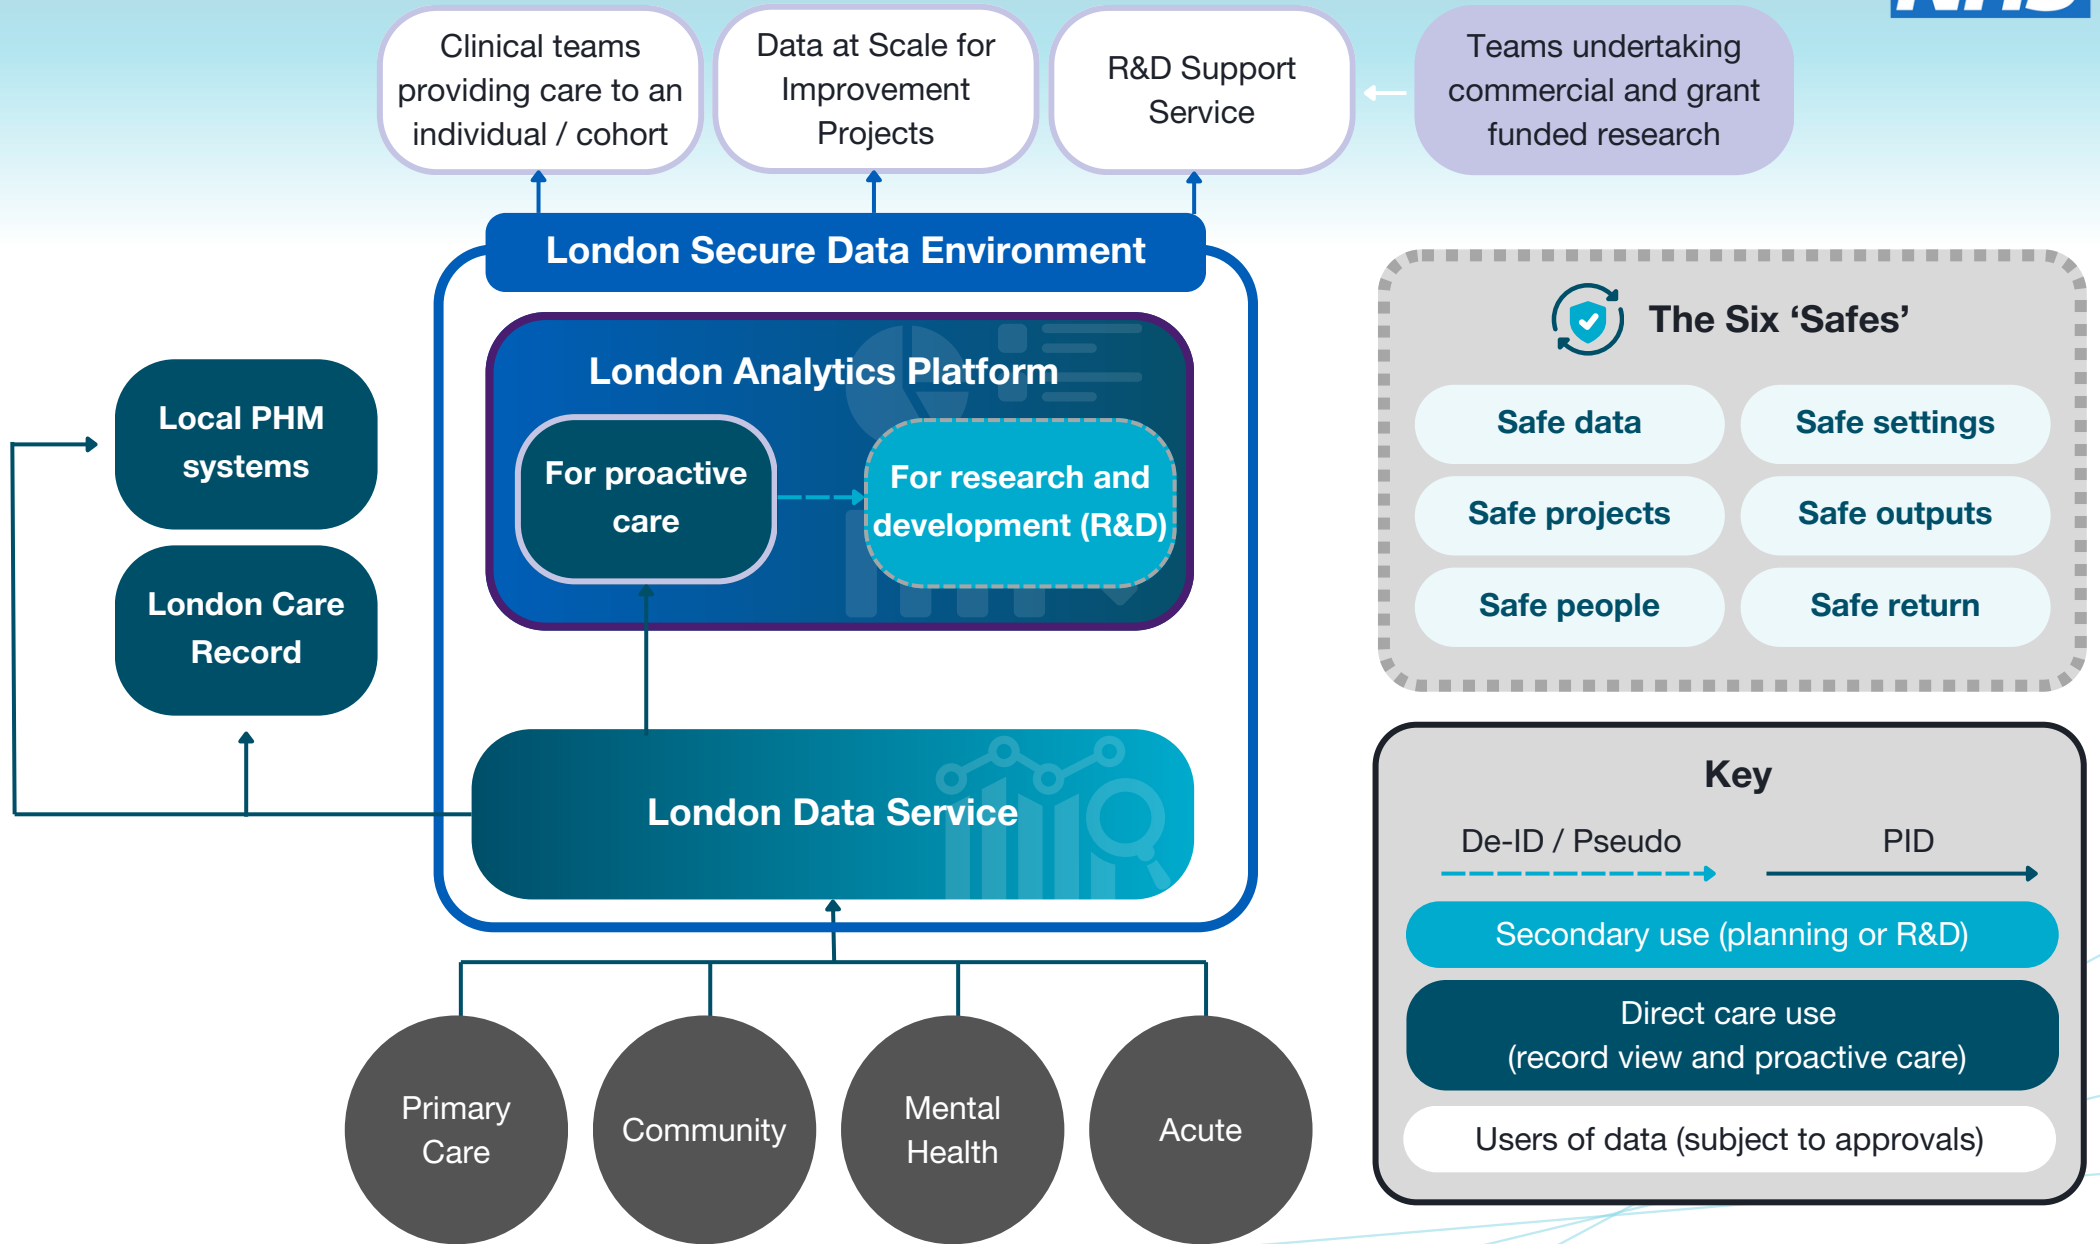 NHS
Clinical teams
providing care to an
individual / cohort
Data at Scale for
Improvement
Projects
R&D Support
Service
Teams undertaking
commercial and grant
funded research
London Secure Data Environment
London Analytics Platform
For proactive
care
For research and
development (R&D)
Local PHM
systems
London Care
Record
London Data Service
Primary
Care
Community
Mental
Health
Acute
The Six ‘Safes’
Safe data
Safe settings
Safe projects
Safe outputs
Safe people
Safe return
Key
De-ID / Pseudo
PID
Secondary use (planning or R&D)
Direct care use
(record view and proactive care)
Users of data (subject to approvals)